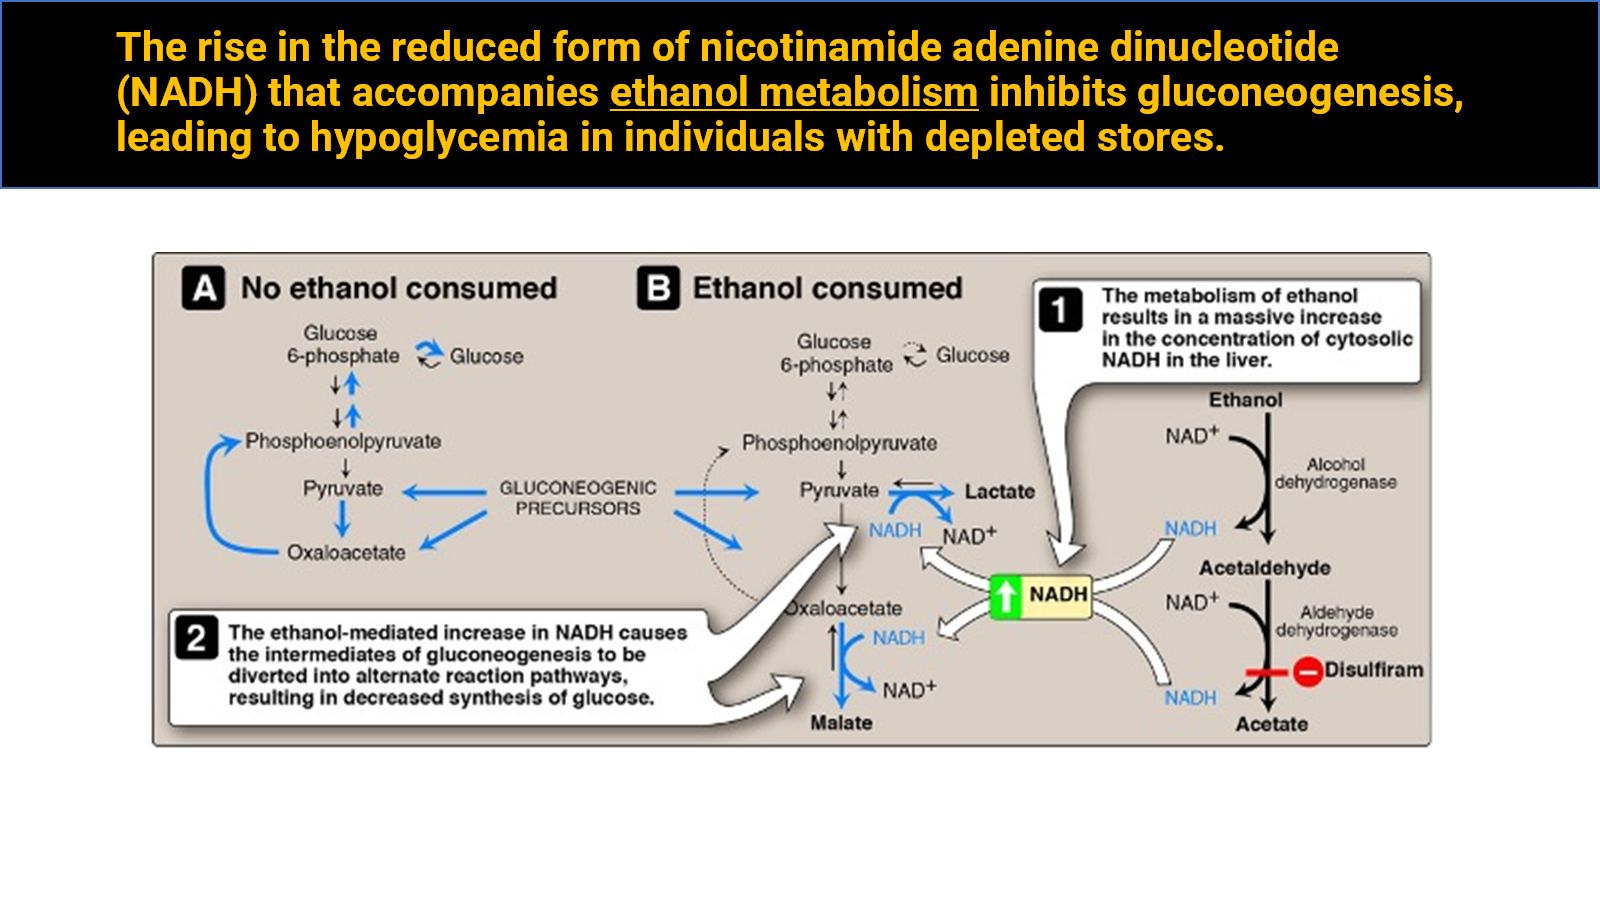 The rise in the reduced form of nicotinamide adenine dinucleotide
(NADH) that accompanies ethanol metabolism inhibits gluconeogenesis,
leading to hypoglycemia in individuals with depleted stores.
A No ethanol consumed
Glucose
6-phosphate
Glucose
Phosphoenolpyruvate
Pyruvate
Oxaloacetate
GLUCONEOGENIC
PRECURSORS
B Ethanol consumed
Glucose
6-phosphate
Glucose
Phosphoenolpyruvate
Pyruvate
Lactate
NADH
NAD+
Oxaloacetate
NADH
NAD+
Malate
1
The metabolism of ethanol
results in a massive increase
in the concentration of cytosolic
NADH in the liver.
Ethanol
NAD+
Alcohol
dehydrogenase
NADH
Acetaldehyde
NADH
NAD+
Aldehyde
dehydrogenase
Disulfiram
NADH
Acetate
2
The ethanol-mediated increase in NADH causes
the intermediates of gluconeogenesis to be
diverted into alternate reaction pathways,
resulting in decreased synthesis of glucose.